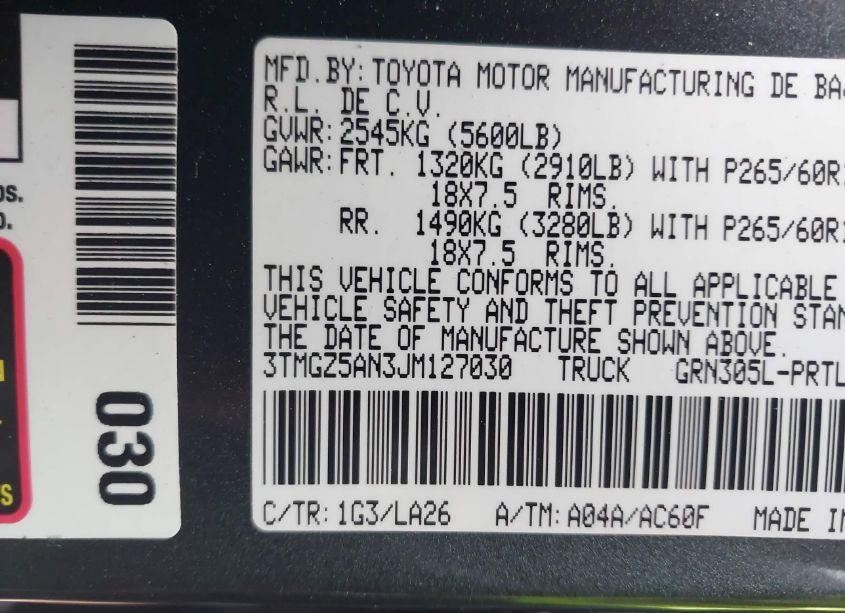 OS.
O.
S
030
MFD.BY:TOYOTA MOTOR MANUFACTURING DE BA
R.L. DE C.V.
GVWR:2545KG (5600LB)
GAWR:FRT. 1320KG (2910LB) WITH P265/60R
18X7.5 RIMS.
RR. 1490KG (3280LB) WITH P265/60R
18X7.5 RIMS.
THIS VEHICLE CONFORMS TO ALL APPLICABLE
VEHICLE SAFETY AND THEFT PREVENTION STAN
THE DATE OF MANUFACTURE SHOWN ABOVE.
3TMGZ5AN3JM127030 TRUCK GRN305L-PRTL
C/TR:1G3/LA26 A/TM:A04A/AC60F MADE IN